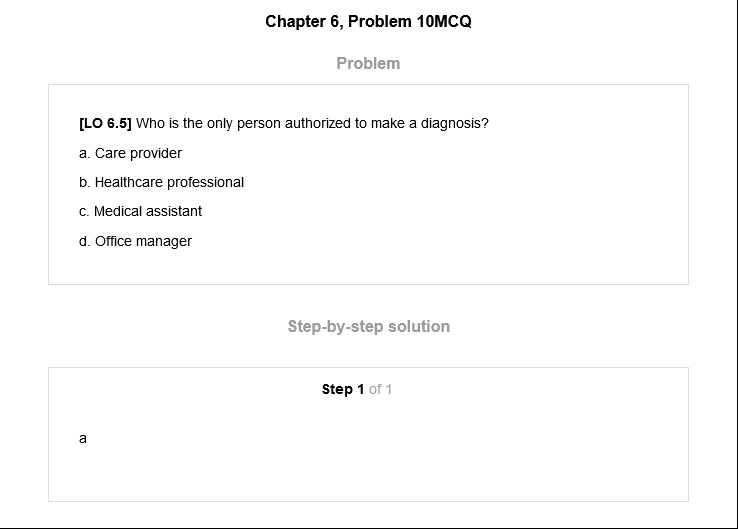 Chapter 6, Problem 10MCQ
Problem
[LO 6.5] Who is the only person authorized to make a diagnosis?
a. Care provider
b. Healthcare professional
c. Medical assistant
d. Office manager
Step-by-step solution
Step 1 of 1
a